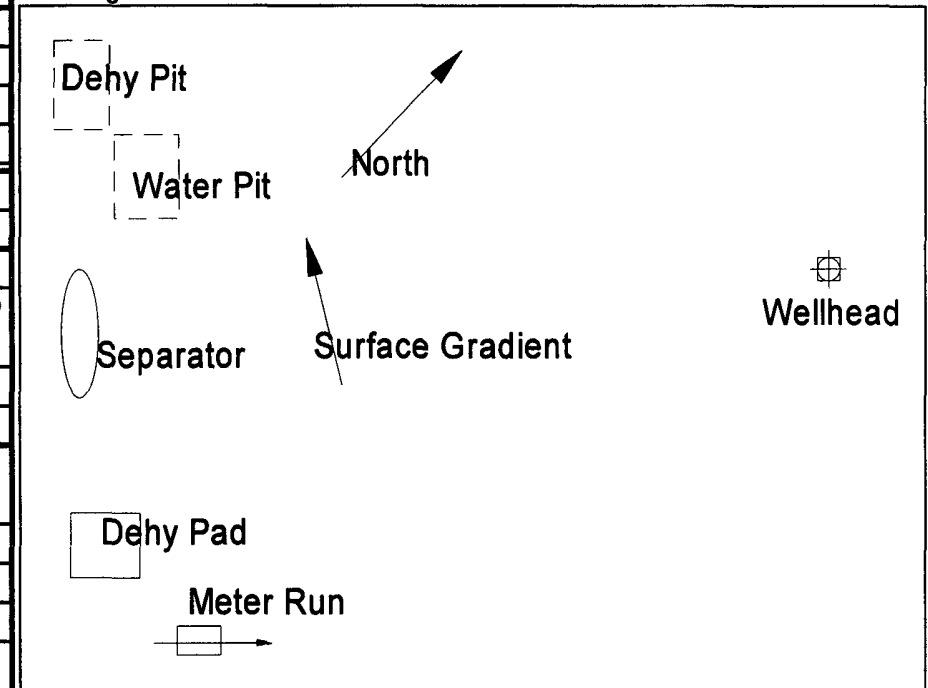 Dehy Pit
North
Water Pit
Wellhead
Surface Gradient
Separator
Dehy Pad
Meter Run